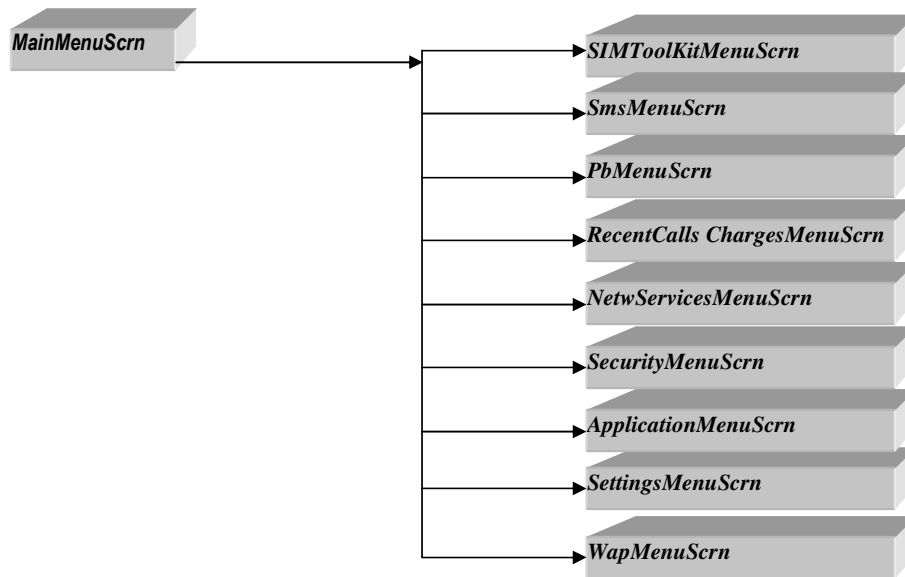 MainMenuScrn
SIMToolKitMenuScrn
SmsMenuScrn
PbMenuScrn
RecentCalls ChargesMenuScrn
NetwServicesMenuScrn
SecurityMenuScrn
ApplicationMenuScrn
SettingsMenuScrn
WapMenuScrn